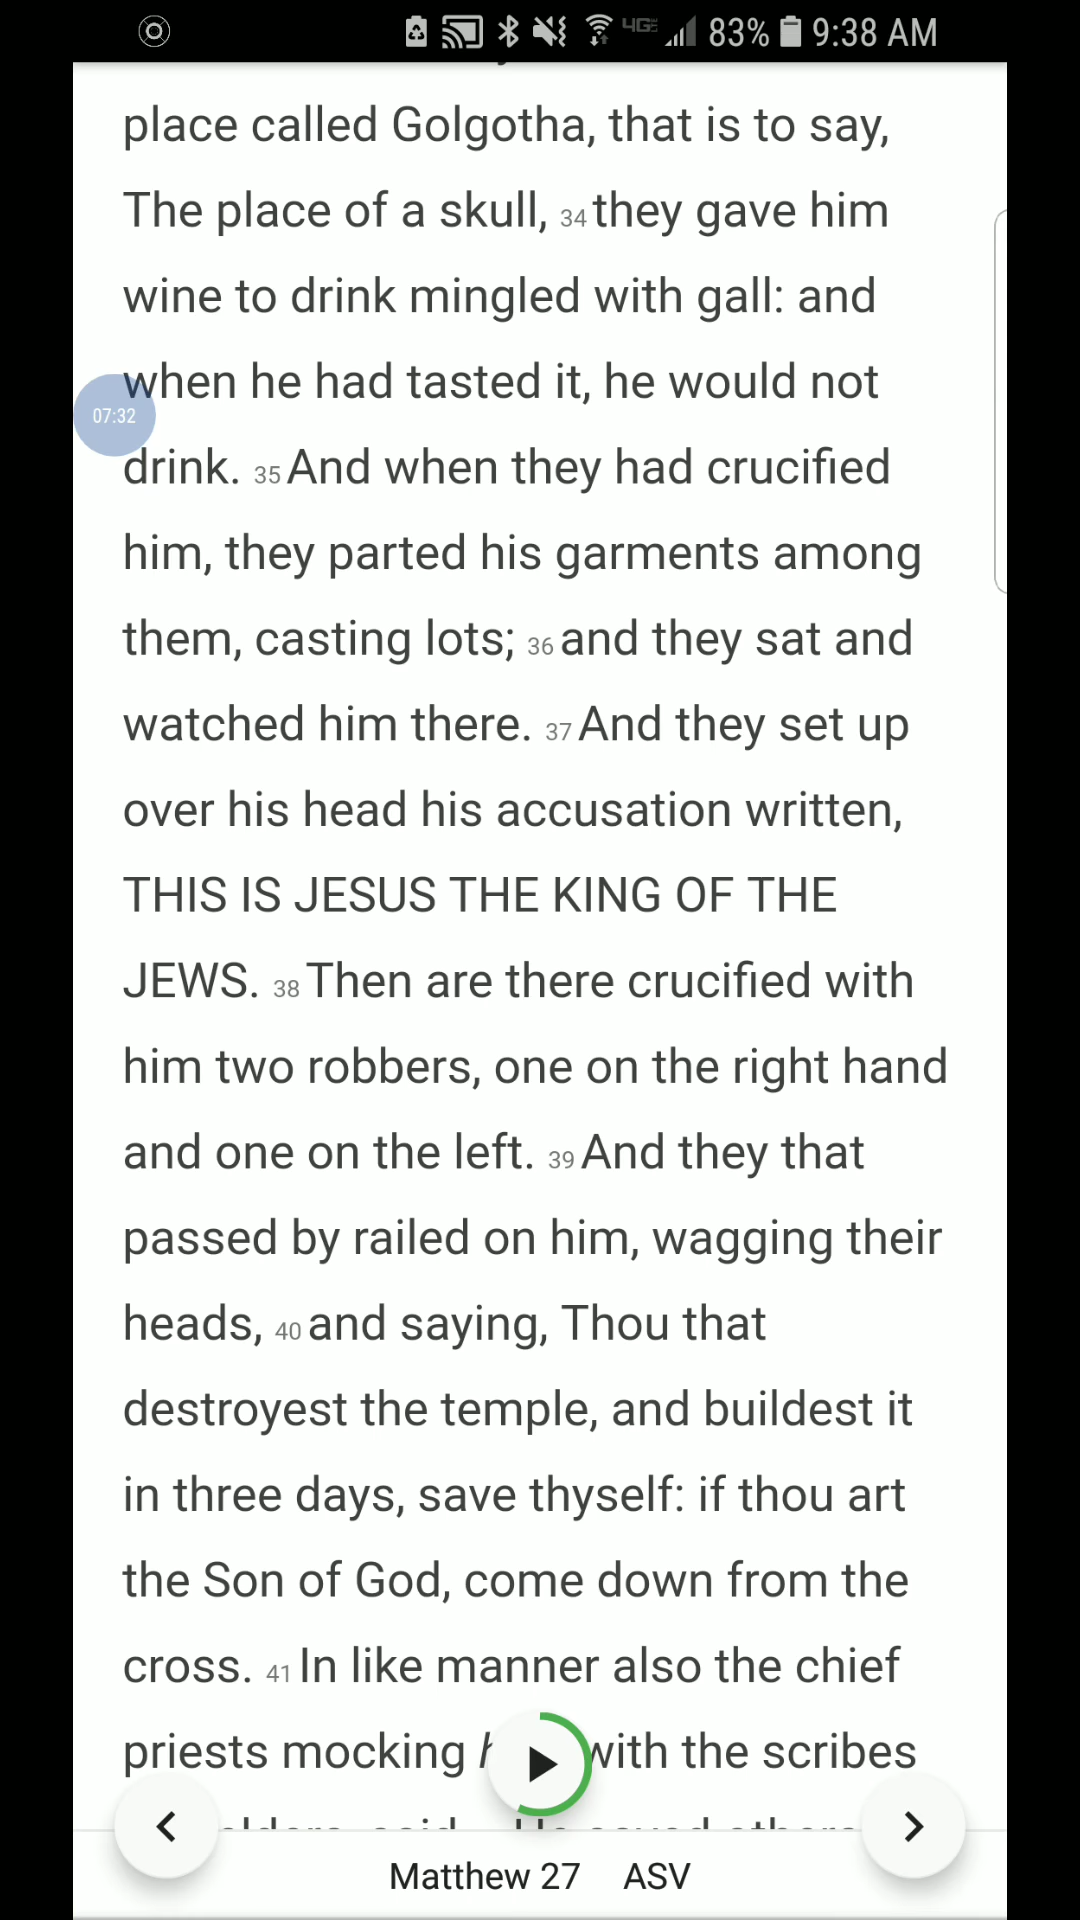 83% 9:38 AM
place called Golgotha, that is to say,
The place of a skull, 34 they gave him
wine to drink mingled with gall: and
when he had tasted it, he would not
07:32
drink. 35 And when they had crucified
him, they parted his garments among
them, casting lots; 36 and they sat and
watched him there. 37 And they set up
over his head his accusation written,
THIS IS JESUS THE KING OF THE
JEWS. 38 Then are there crucified with
him two robbers, one on the right hand
and one on the left. 39 And they that
passed by railed on him, wagging their
heads, 40 and saying, Thou that
destroyest the temple, and buildest it
in three days, save thyself: if thou art
the Son of God, come down from the
cross. 41 In like manner also the chief
priests mocking with the scribes
Matthew 27 ASV